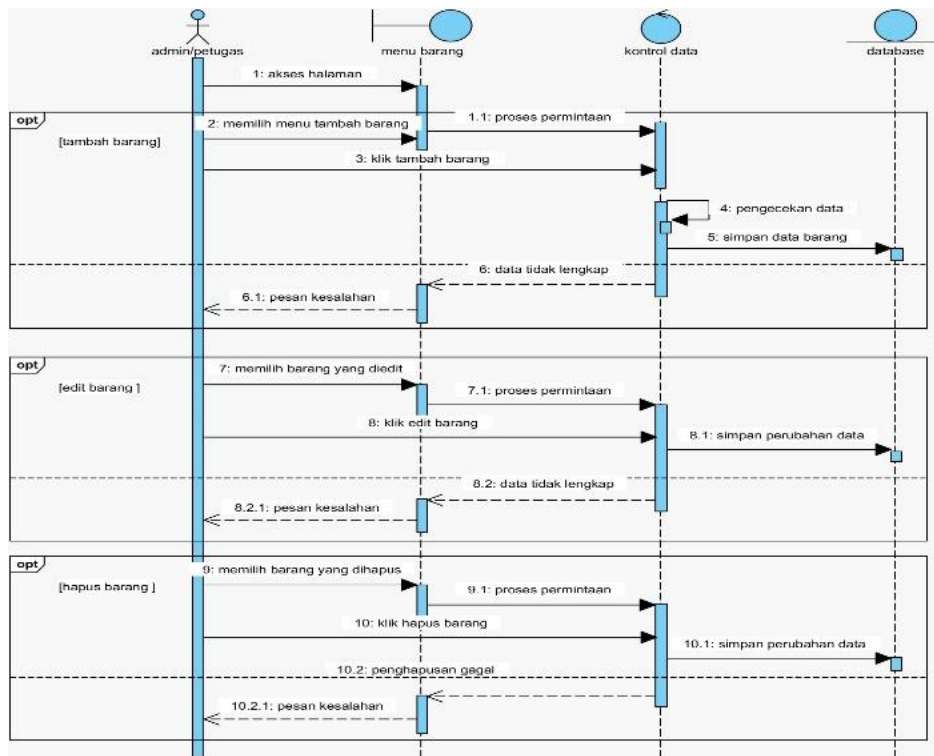 admin/petugas
menu barang
kontrol data
database
1: akses halaman
opt
[tambah barang]
2: memilih menu tambah barang
1.1: proses permintaan
3: klik tambah barang
4: pengecekan data
5: simpan data barang
6: data tidak lengkap
6.1: pesan kesalahan
opt
[edit barang ]
7: memilih barang yang diedit
7.1: proses permintaan
8: klik edit barang
8.1: simpan perubahan data
8.2: data tidak lengkap
8.2.1: pesan kesalahan
opt
[hapus barang ]
9: memilih barang yang dihapus
9.1: proses permintaan
10: klik hapus barang
10.1: simpan perubahan data
10.2: penghapusan gagal
10.2.1: pesan kesalahan